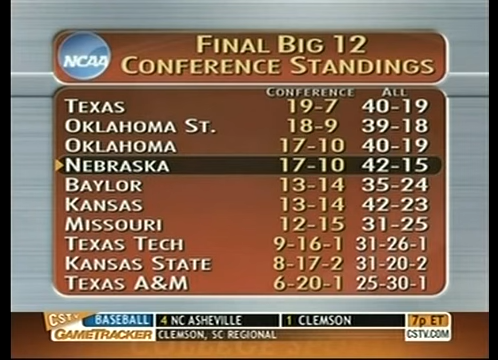 NCAA
FINAL BIG 12
CONFERENCE STANDINGS
CONFERENCE ALL
TEXAS 19-7 40-19
OKLAHOMA ST. 18-9 39-18
OKLAHOMA 17-10 40-19
NEBRASKA 17-10 42-15
BAYLOR 13-14 35-24
KANSAS 13-14 42-23
MISSOURI 12-15 31-25
TEXAS TECH 9-16-1 31-26-1
KANSAS STATE 8-17-2 31-20-2
TEXAS A&M 6-20-1 25-30-1
CSTV BASEBALL 4 NC ASHEVILLE 1 CLEMSON 7p ET
GAMETRACKER CLEMSON, SC REGIONAL CSTV.COM